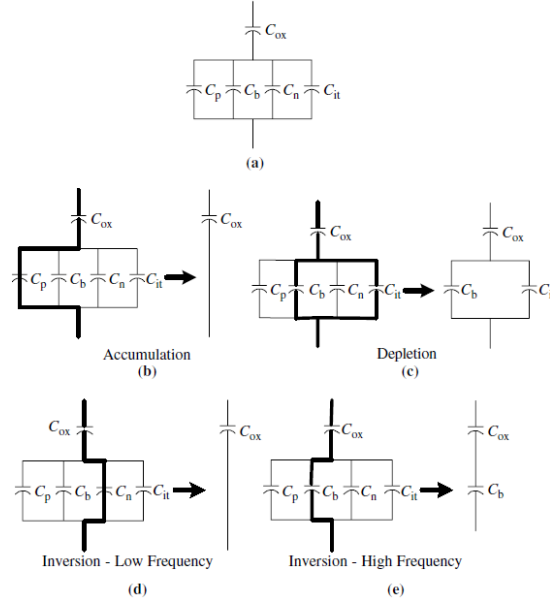 Cox
Cp Cb Cn Cit
(a)
Cox Cox
Cp Cb Cn Cit
Accumulation
(b)
Cox Cox
Cp Cb Cn Cit Cb
Depletion
(c)
Cox Cox
Cp Cb Cn Cit
Inversion - Low Frequency
(d)
Cox Cox
Cp Cb Cn Cit Cb
Inversion - High Frequency
(e)